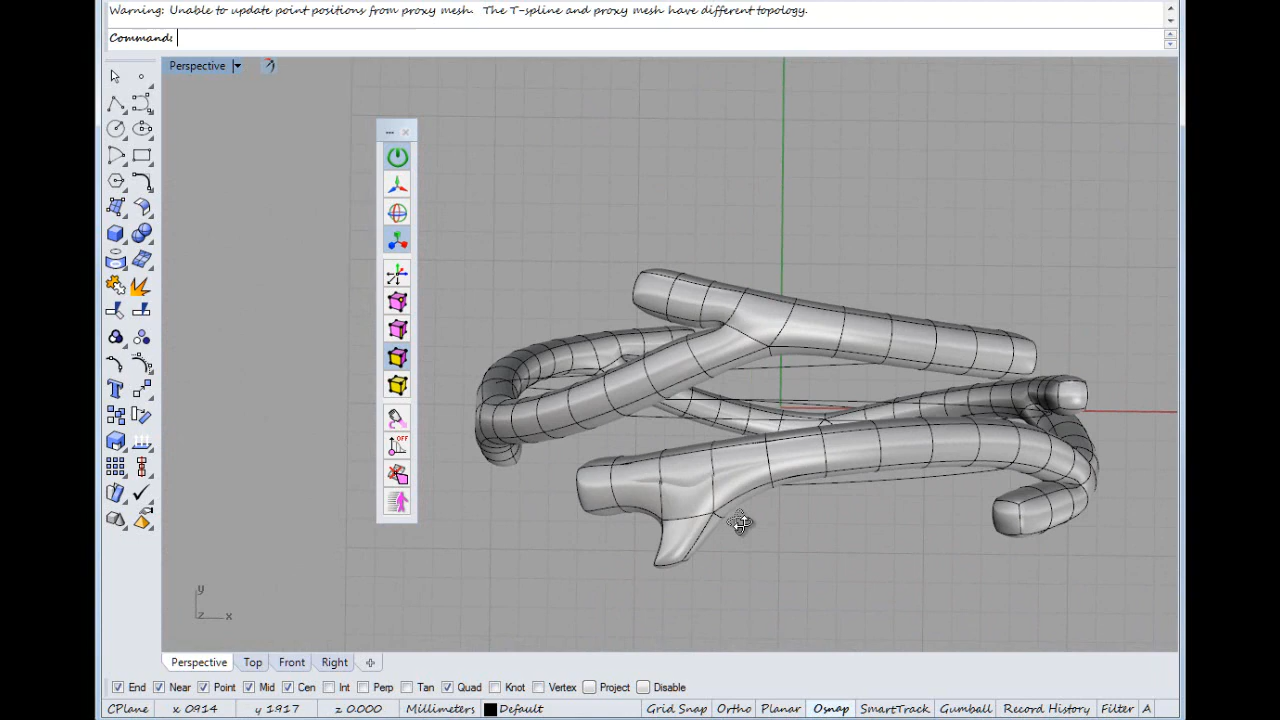 Warning: Unable to update point positions from proxy mesh. The T-spline and proxy mesh have different topology.
Command:
Perspective
OFF
y
z x
Perspective Top Front Right
End Near Point Mid Cen Int Perp Tan Quad Knot Vertex Project Disable
CPlane x 0.914 y 1.917 z 0.000 Millimeters Default Grid Snap Ortho Planar Osnap SmartTrack Gumball Record History Filter A